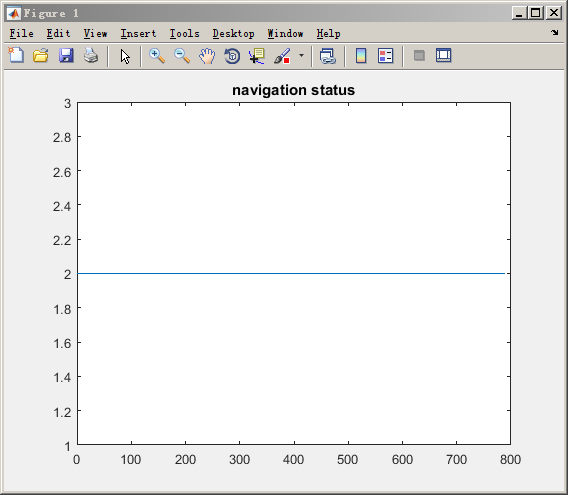 Figure 1
File Edit View Insert Tools Desktop Window Help
navigation status
3
2.8
2.6
2.4
2.2
2
1.8
1.6
1.4
1.2
1
0 100 200 300 400 500 600 700 800